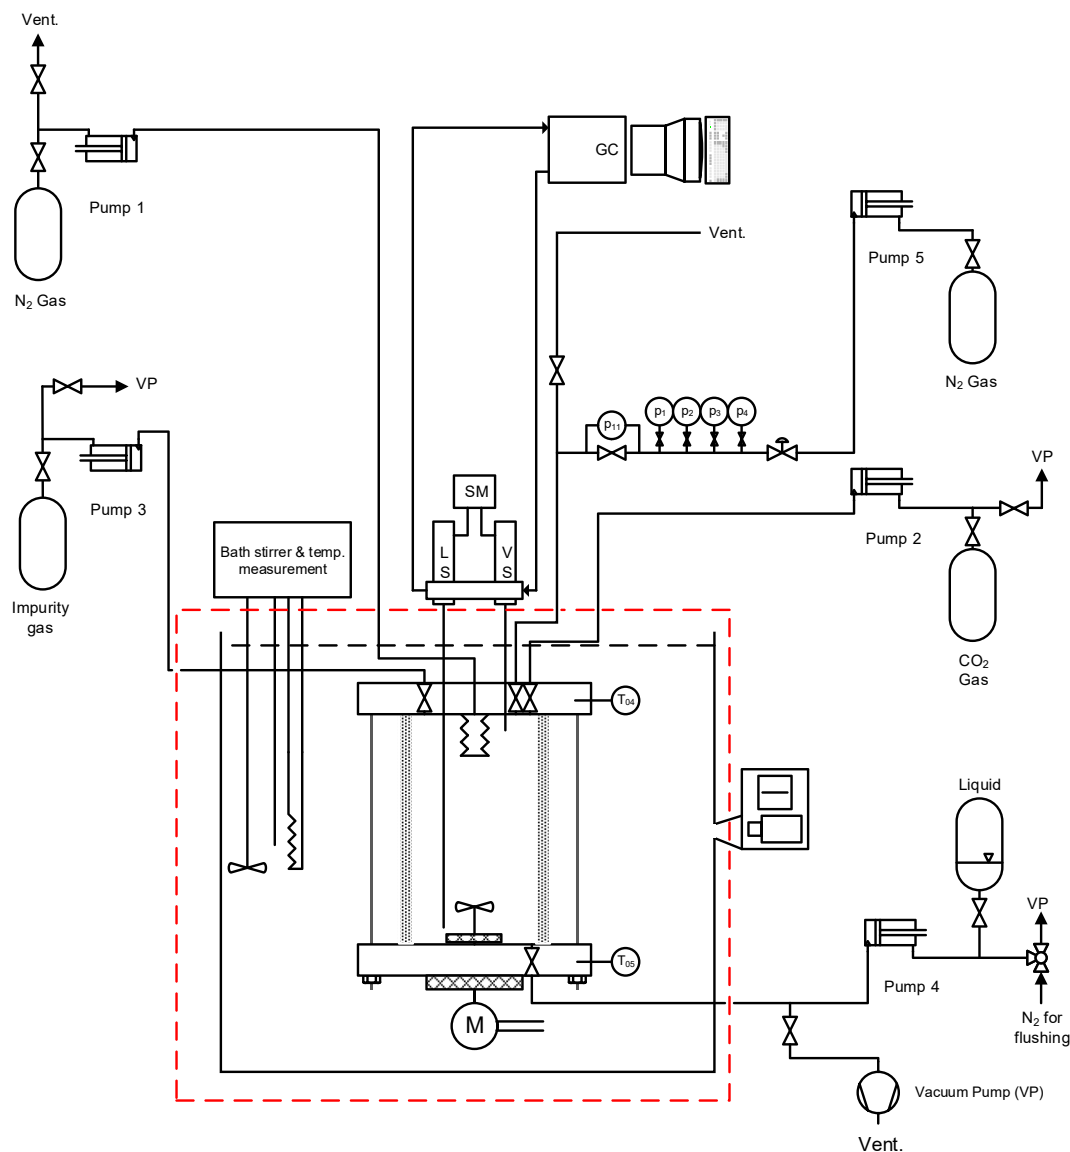 Vent.
GC
Pump 1
N₂ Gas
Vent.
Pump 5
N₂ Gas
VP
p₁₁
p₁
p₂
p₃
p₄
VP
Pump 3
SM
Pump 2
Bath stirrer & temp.
measurement
L
S
V
S
Impurity
gas
CO₂
Gas
T₀₄
Liquid
VP
T₀₅
Pump 4
M
N₂ for
flushing
Vacuum Pump (VP)
Vent.